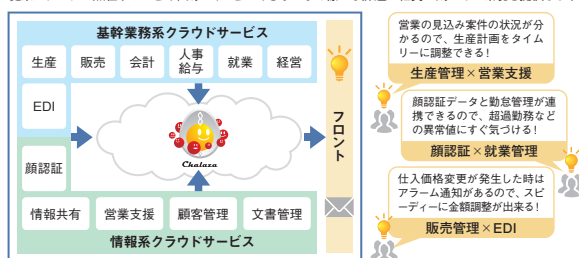 基幹業務系クラウドサービス
生産
販売
会計
人事
給与
就業
経営
EDI
顔認証
Chalaza
フロント
情報共有
営業支援
顧客管理
文書管理
情報系クラウドサービス
営業の見込み案件の状況が分
かるので、生産計画をタイム
リーに調整できる！
生産管理×営業支援
顔認証データと勤怠管理が連
携できるので、超過勤務など
の異常値にすぐ気づける！
顔認証×就業管理
仕入価格変更が発生した時は
アラーム通知があるので、スピ
ーディーに金額調整が出来る！
販売管理×EDI